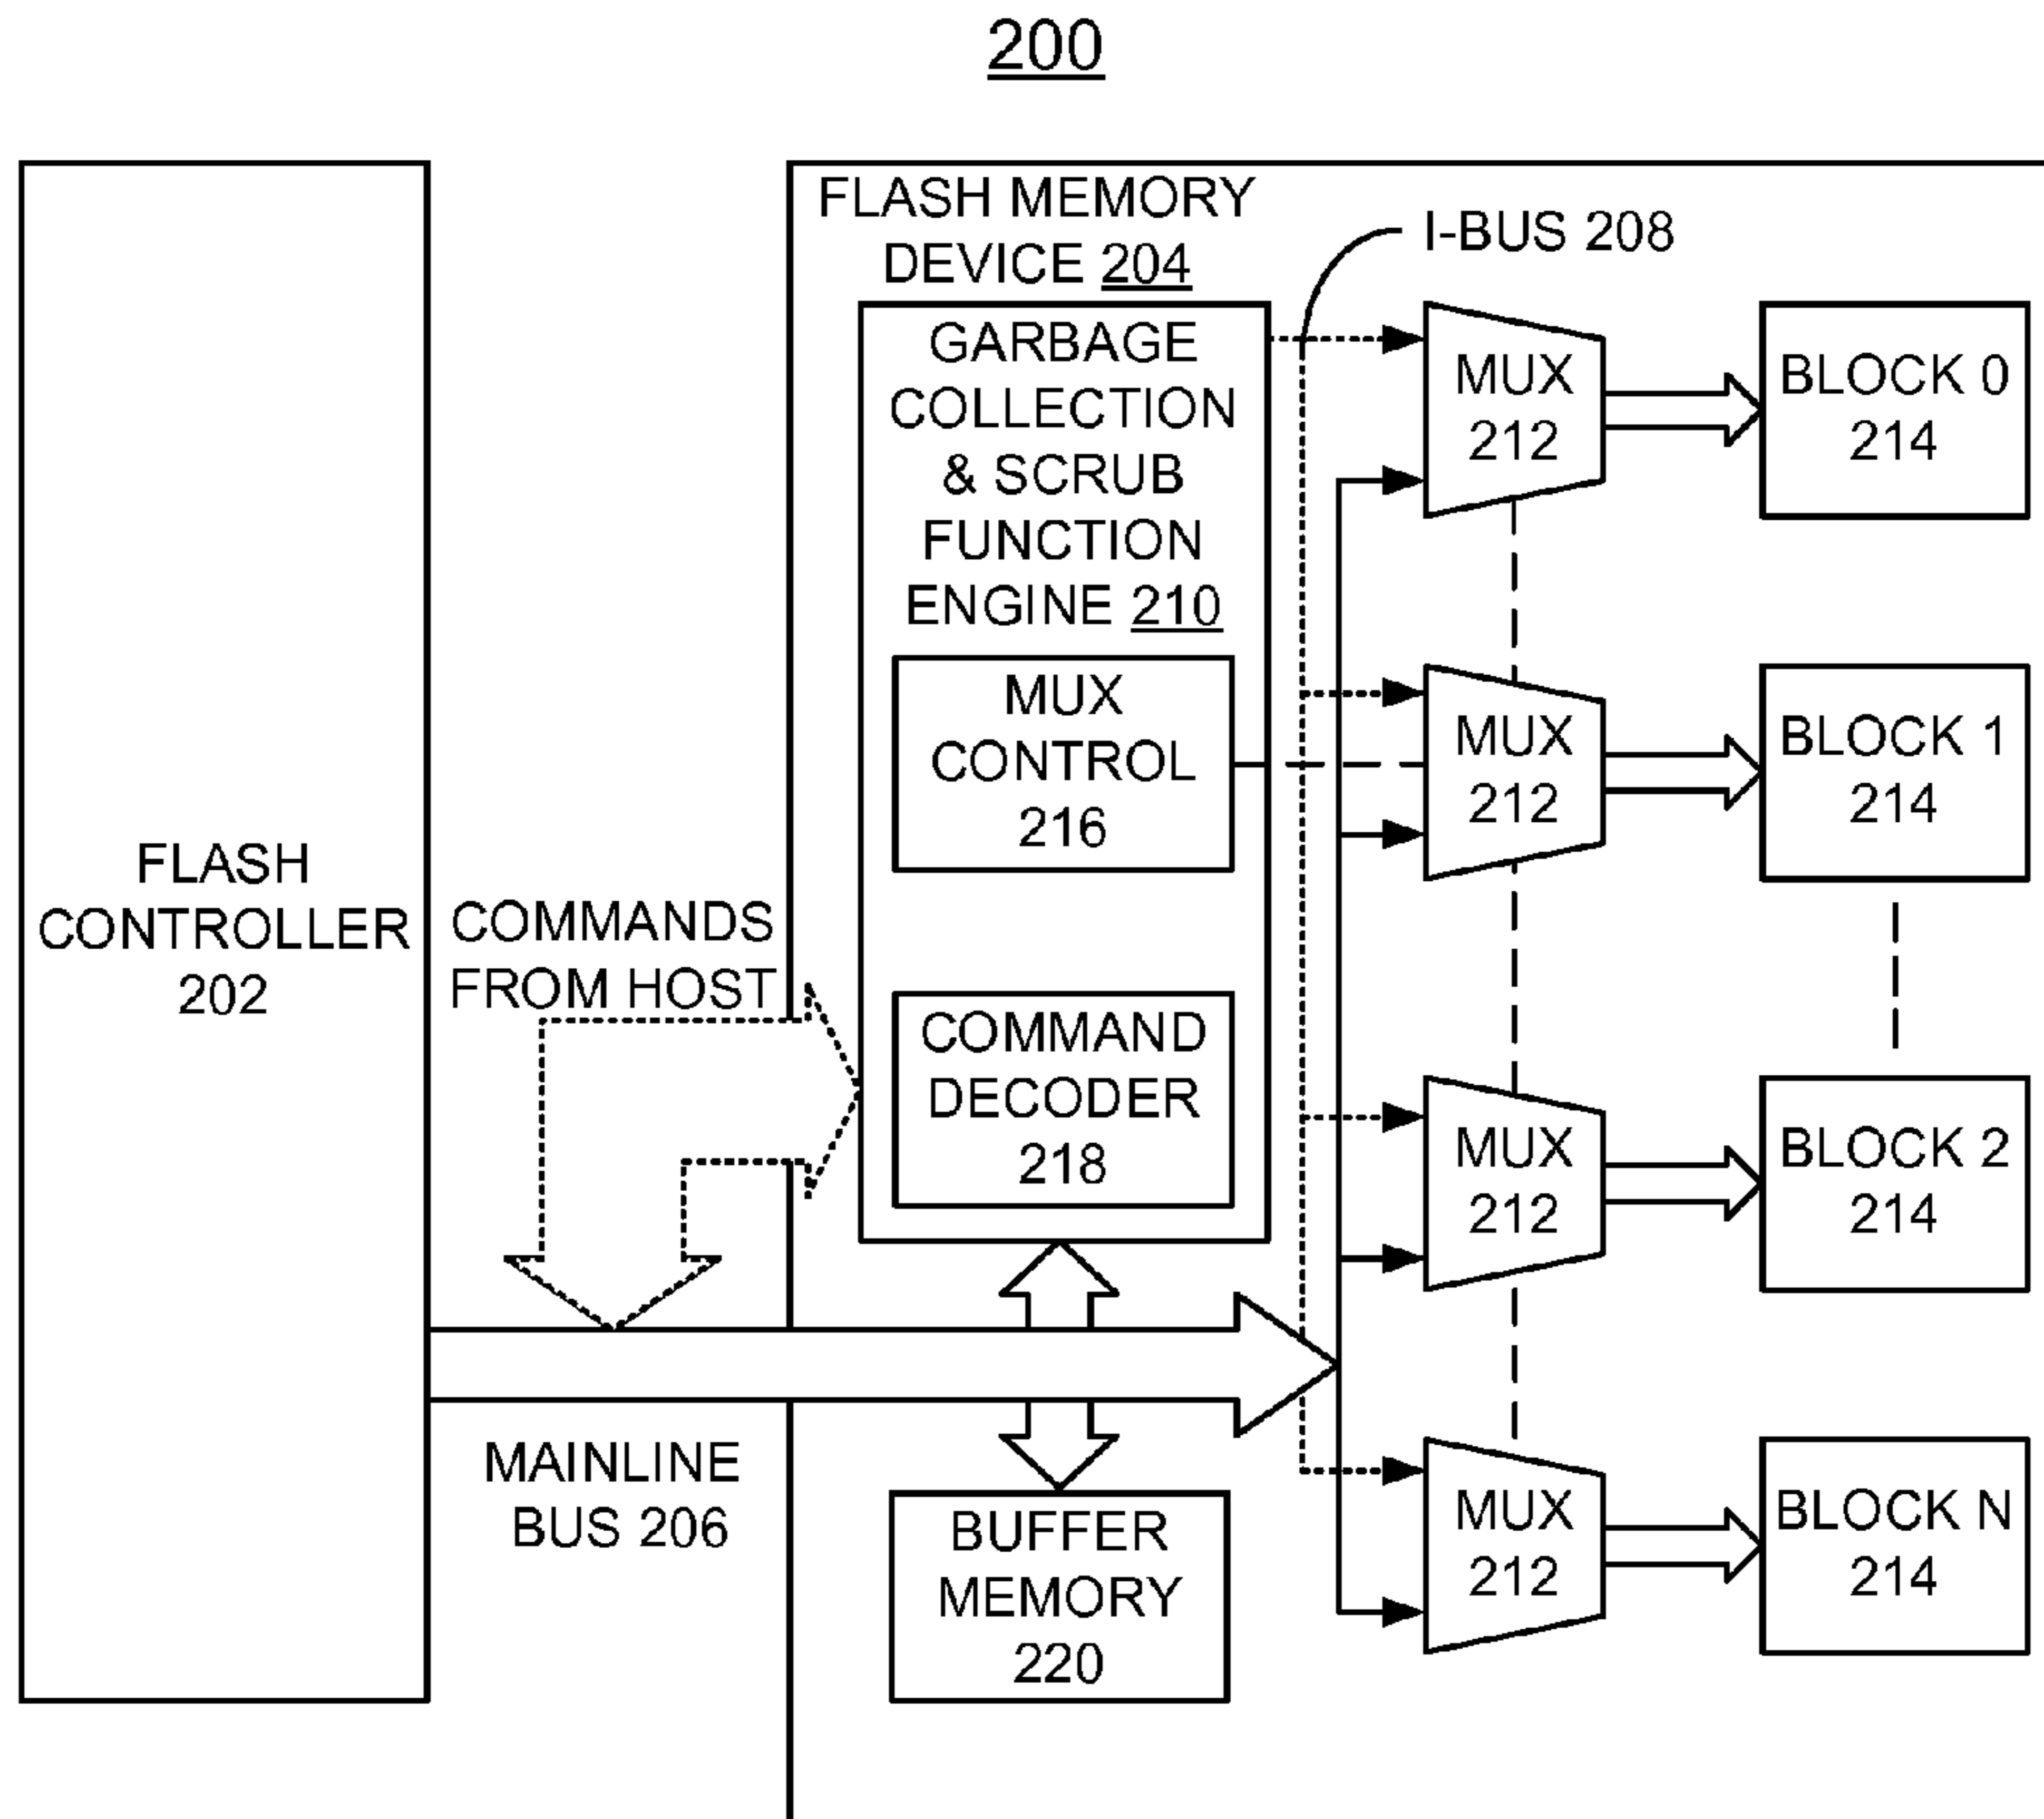 200
FLASH
CONTROLLER
202
COMMANDS
FROM HOST
MAINLINE
BUS 206
FLASH MEMORY
DEVICE 204
GARBAGE
COLLECTION
& SCRUB
FUNCTION
ENGINE 210
MUX
CONTROL
216
COMMAND
DECODER
218
BUFFER
MEMORY
220
I-BUS 208
MUX
212
BLOCK 0
214
MUX
212
BLOCK 1
214
MUX
212
BLOCK 2
214
MUX
212
BLOCK N
214